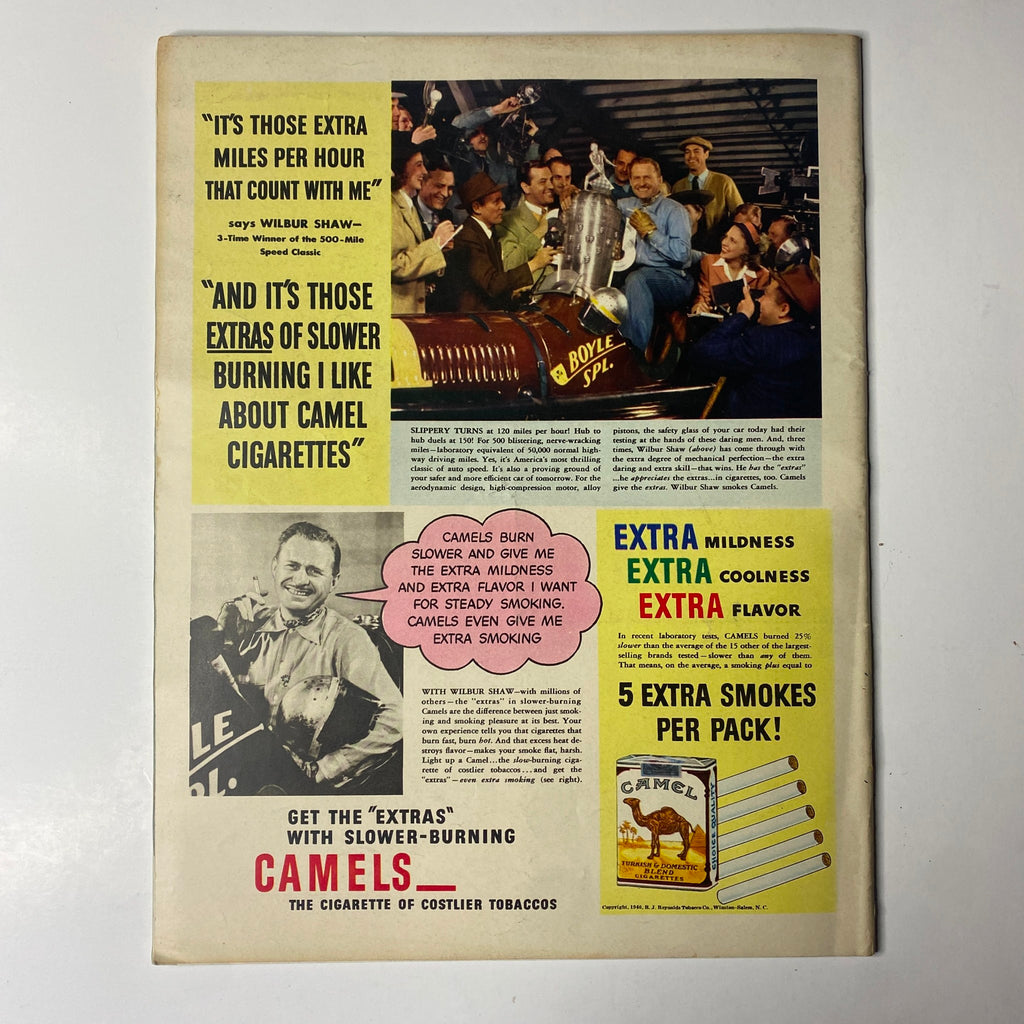 "IT'S THOSE EXTRA
MILES PER HOUR
THAT COUNT WITH ME"
says WILBUR SHAW—
3-Time Winner of the 500-Mile
Speed Classic
"AND IT'S THOSE
EXTRAS OF SLOWER
BURNING I LIKE
ABOUT CAMEL
CIGARETTES"
BOYLE
SPL.
SLIPPERY TURNS at 120 miles per hour! Hub to
hub duels at 150! For 500 blistering, nerve-wracking
miles—laboratory equivalent of 50,000 normal high-
way driving miles. Yes, it's America's most thrilling
classic of auto speed. It's also a proving ground of
your safer and more efficient car of tomorrow. For the
aerodynamic design, high-compression motor, alloy
pistons, the safety glass of your car today had their
testing at the hands of these daring men. And, three
times, Wilbur Shaw (above) has come through with
the extra degree of mechanical perfection—the extra
daring and extra skill—that wins. He has the "extras"
...he appreciates the extras...in cigarettes, too. Camels
give the extras. Wilbur Shaw smokes Camels.
LE
PL.
CAMELS BURN
SLOWER AND GIVE ME
THE EXTRA MILDNESS
AND EXTRA FLAVOR I WANT
FOR STEADY SMOKING.
CAMELS EVEN GIVE ME
EXTRA SMOKING
WITH WILBUR SHAW—with millions of
others—the "extras" in slower-burning
Camels are the difference between just smok-
ing and smoking pleasure at its best. Your
own experience tells you that cigarettes that
burn fast, burn hot. And that excess heat de-
stroys flavor—makes your smoke flat, harsh.
Light up a Camel...the slow-burning ciga-
rette of costlier tobaccos...and get the
"extras"—even extra smoking (see right).
GET THE "EXTRAS"
WITH SLOWER-BURNING
CAMELS
THE CIGARETTE OF COSTLIER TOBACCOS
EXTRA MILDNESS
EXTRA COOLNESS
EXTRA FLAVOR
In recent laboratory tests, CAMELS burned 25%
slower than the average of the 15 other of the largest-
selling brands tested—slower than any of them.
That means, on the average, a smoking plus equal to
5 EXTRA SMOKES
PER PACK!
CAMEL
TURKISH & DOMESTIC
BLEND
CIGARETTES
CHOICE QUALITY
Copyright, 1940, R. J. Reynolds Tobacco Co., Winston-Salem, N. C.